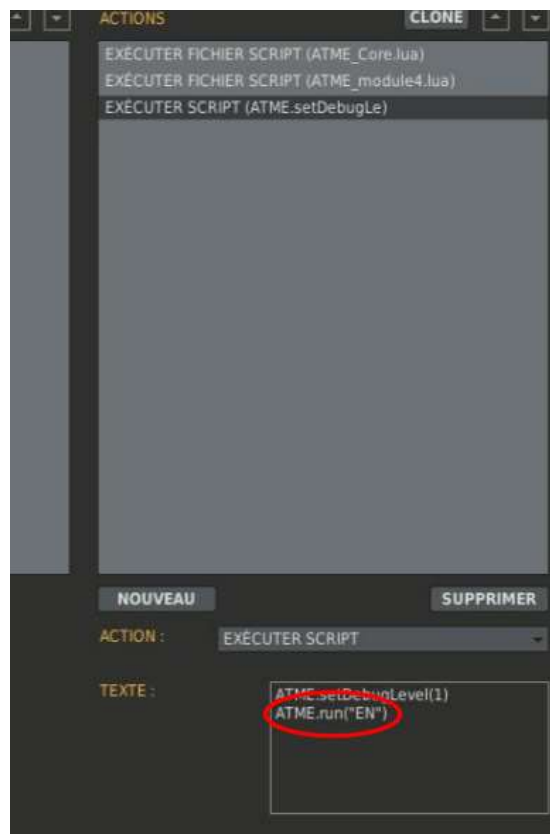 ACTIONS CLONE
EXÉCUTER FICHIER SCRIPT (ATME_Core.lua)
EXÉCUTER FICHIER SCRIPT (ATME_module4.lua)
EXÉCUTER SCRIPT (ATME.setDebugLe)
NOUVEAU SUPPRIMER
ACTION : EXÉCUTER SCRIPT
TEXTE : ATME.setDebugLevel(1)
ATME.run("EN")